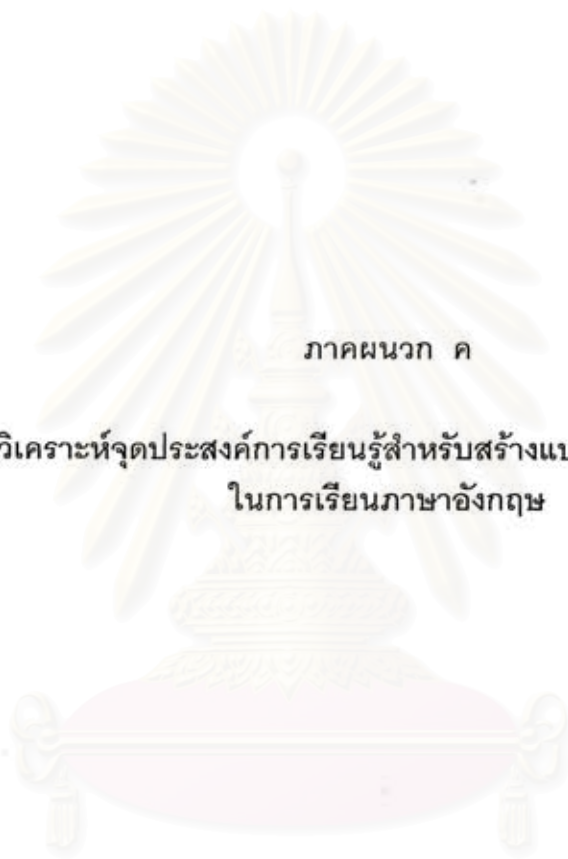 ภาคผนวก ค
วิเคราะห์จุดประสงค์การเรียนรู้สำหรับสร้าง
ในการเรียนภาษาอังกฤษ